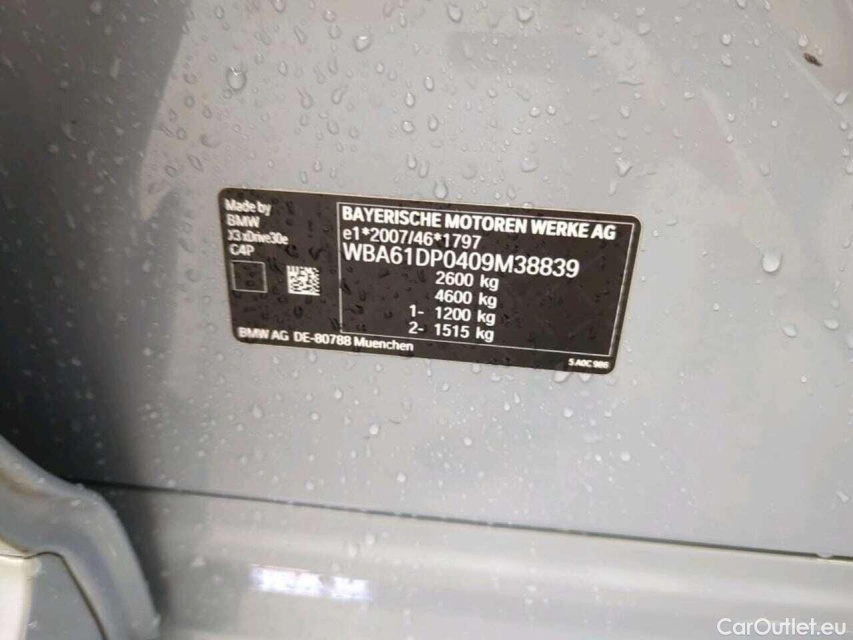 Made by
BMW
X3 xDrive30e
C4P
BAYERISCHE MOTOREN WERKE AG
e1*2007/46*1797
WBA61DP0409M38839
2600 kg
4600 kg
1- 1200 kg
2- 1515 kg
BMW AG DE-80788 Muenchen
5 A0C 986
CarOutlet.eu